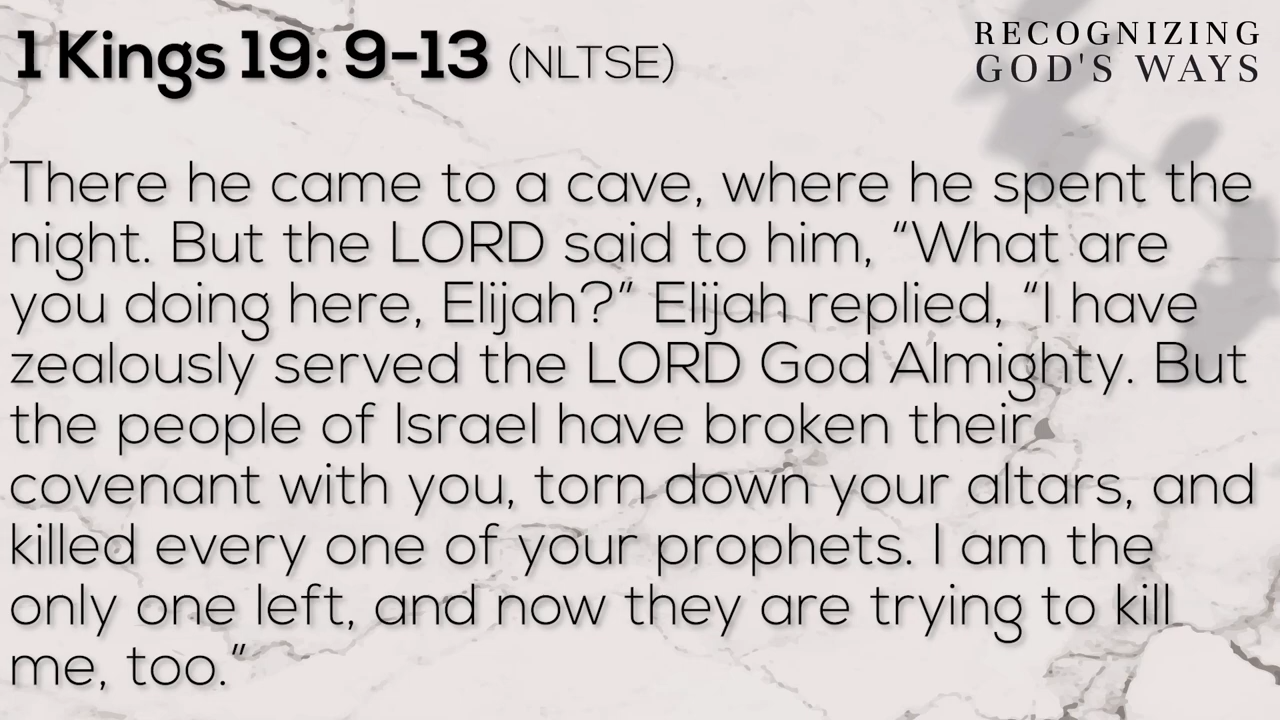 1 Kings 19: 9-13 (NLTSE)
RECOGNIZING
GOD'S WAYS
There he came to a cave, where he spent the
night. But the LORD said to him, “What are
you doing here, Elijah?” Elijah replied, “I have
zealously served the LORD God Almighty. But
the people of Israel have broken their
covenant with you, torn down your altars, and
killed every one of your prophets. I am the
only one left, and now they are trying to kill
me, too.”